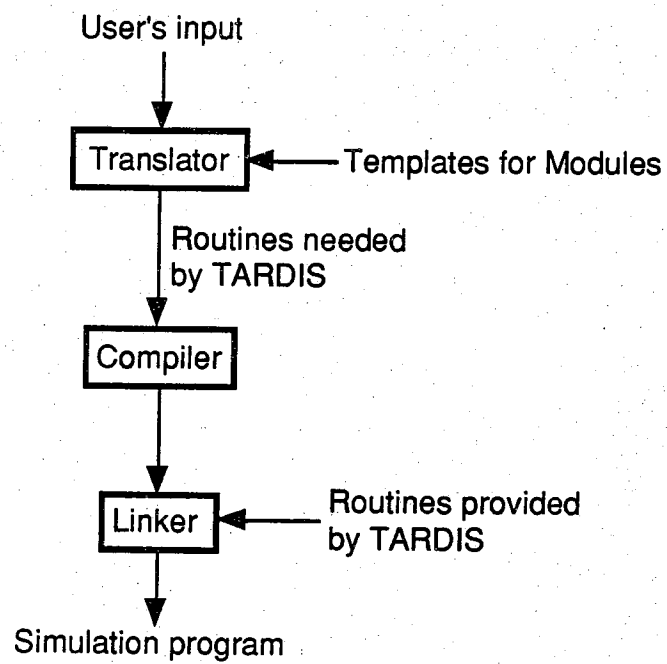 User's input
Translator
Templates for Modules
Routines needed
by TARDIS
Compiler
Linker
Routines provided
by TARDIS
Simulation program